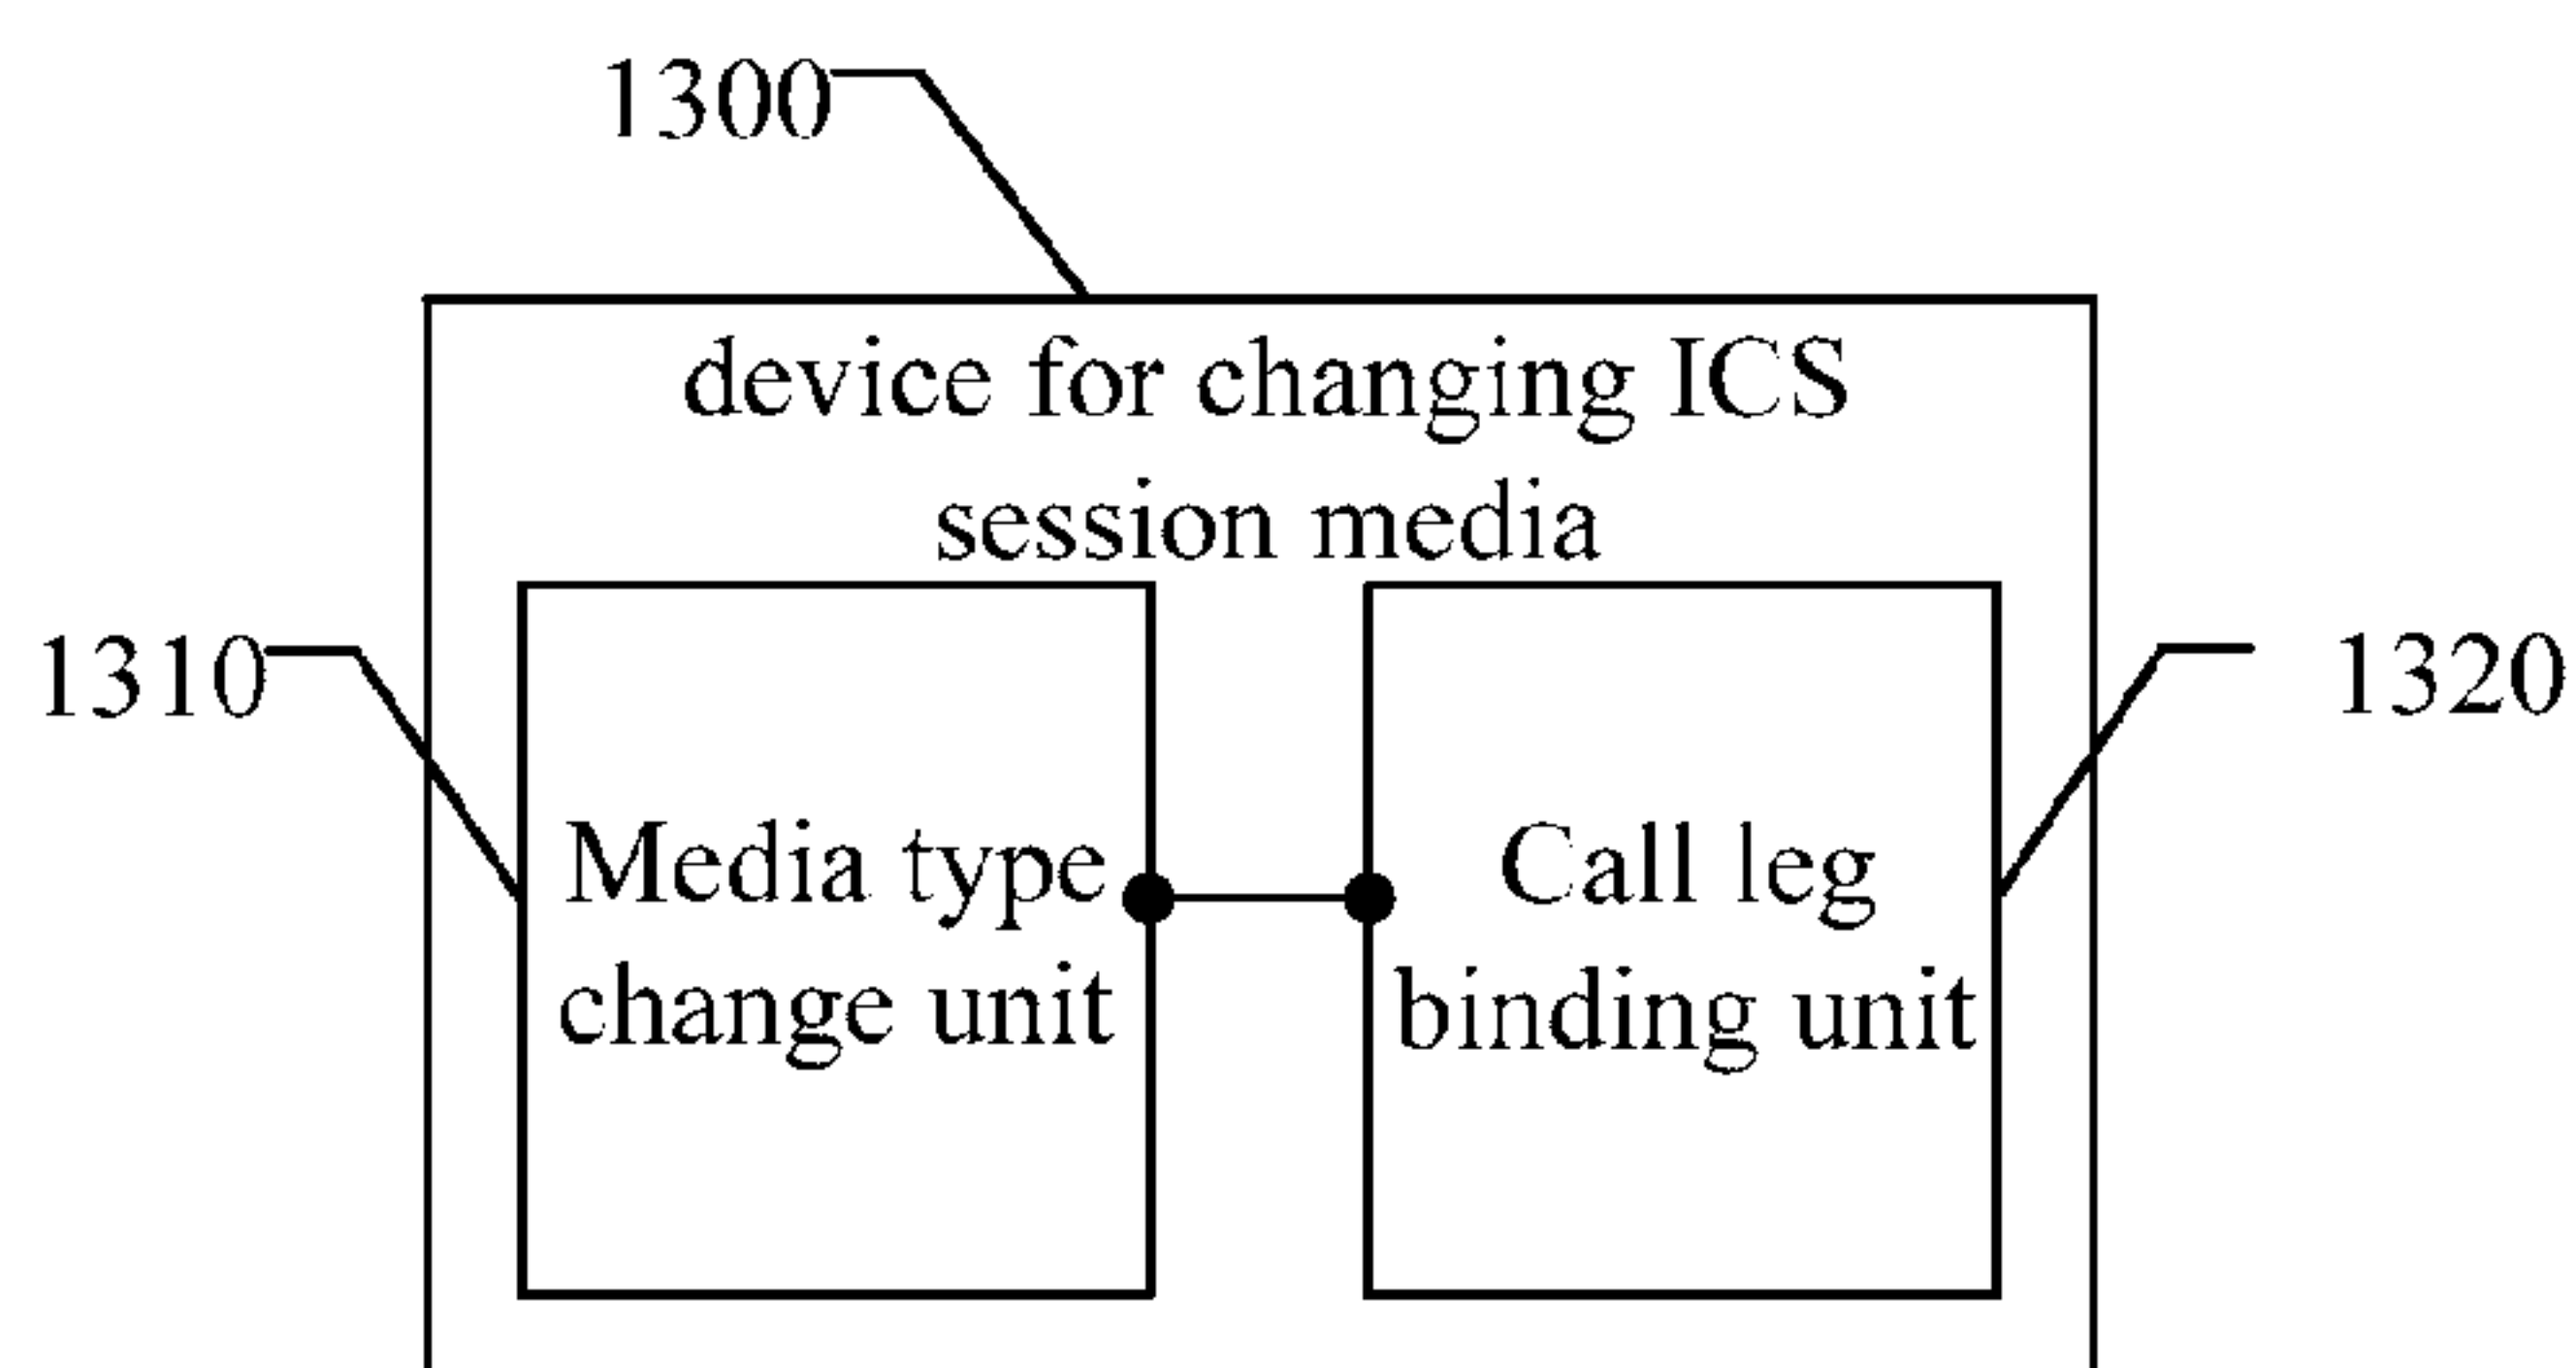 1300
device for changing ICS
session media
1310
1320
Media type
change unit
Call leg
binding unit